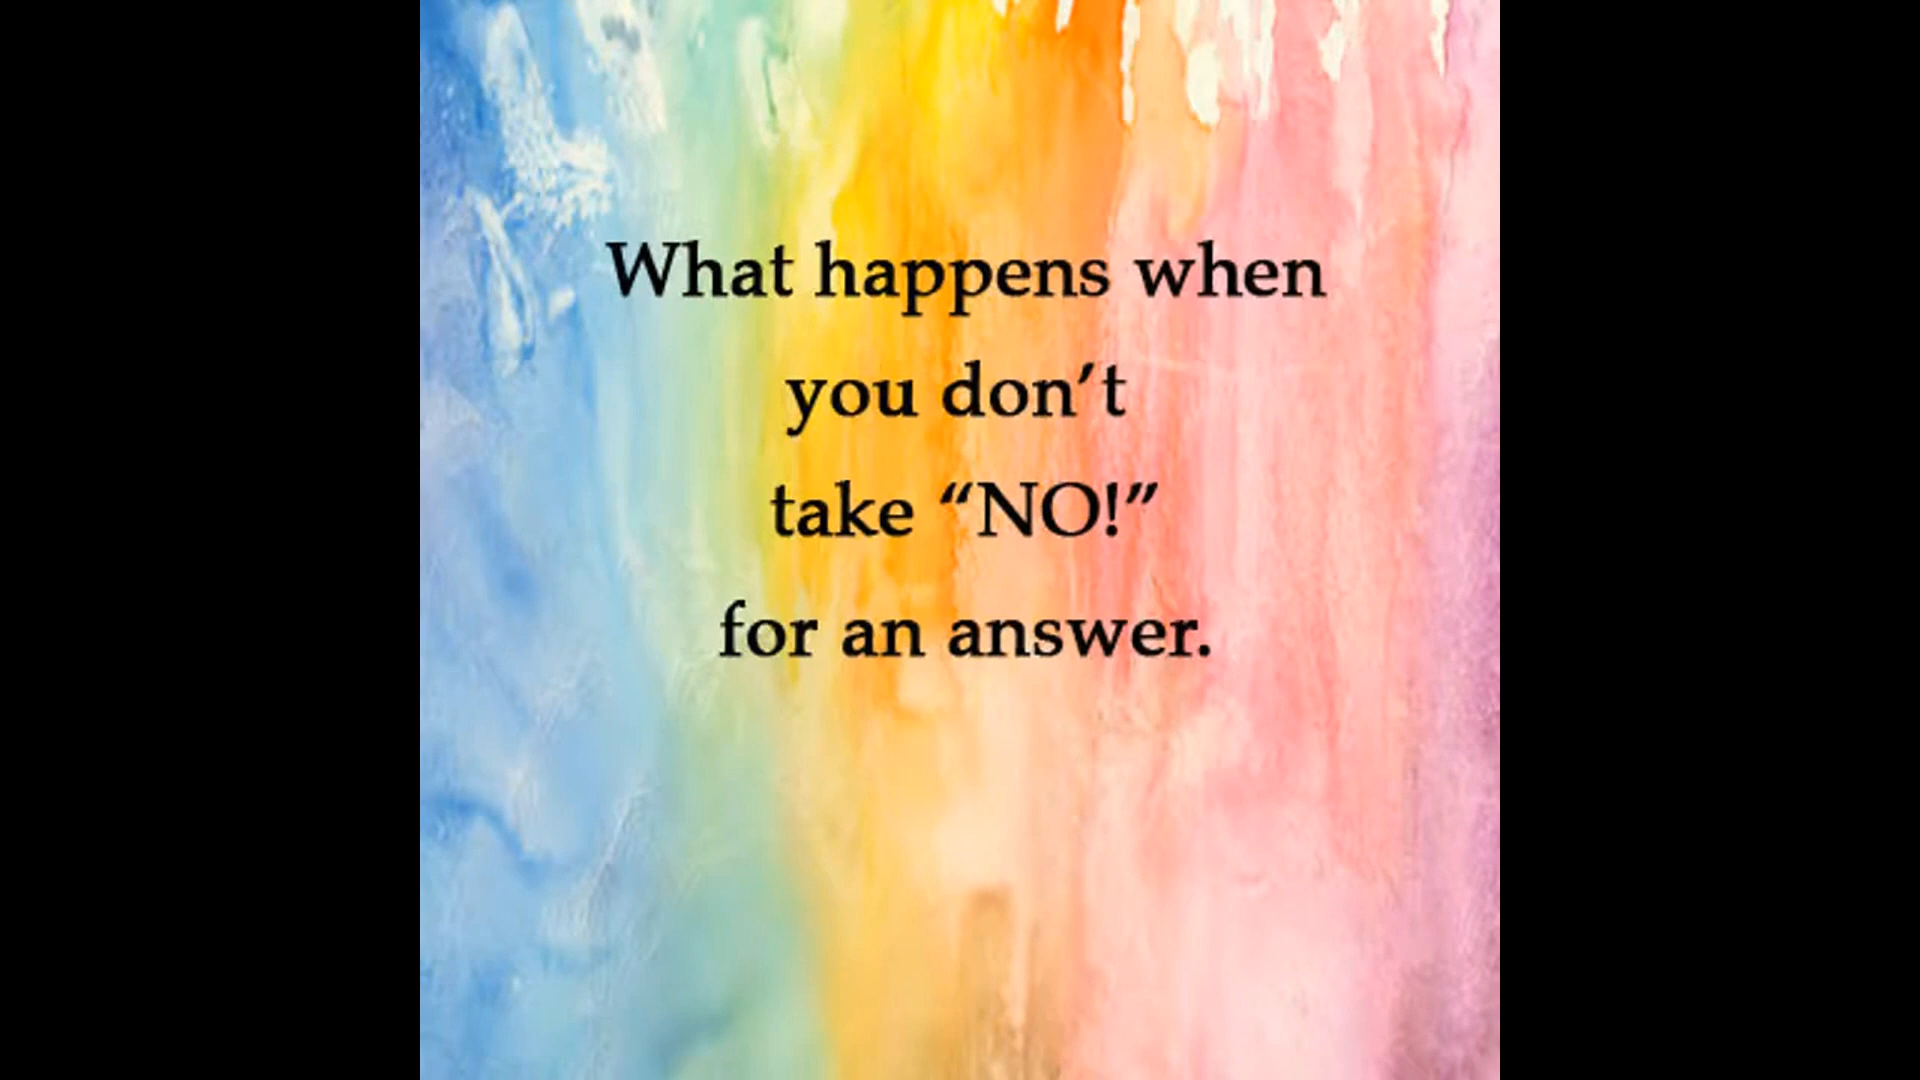 What happens when
you don’t
take “NO!”
for an answer.